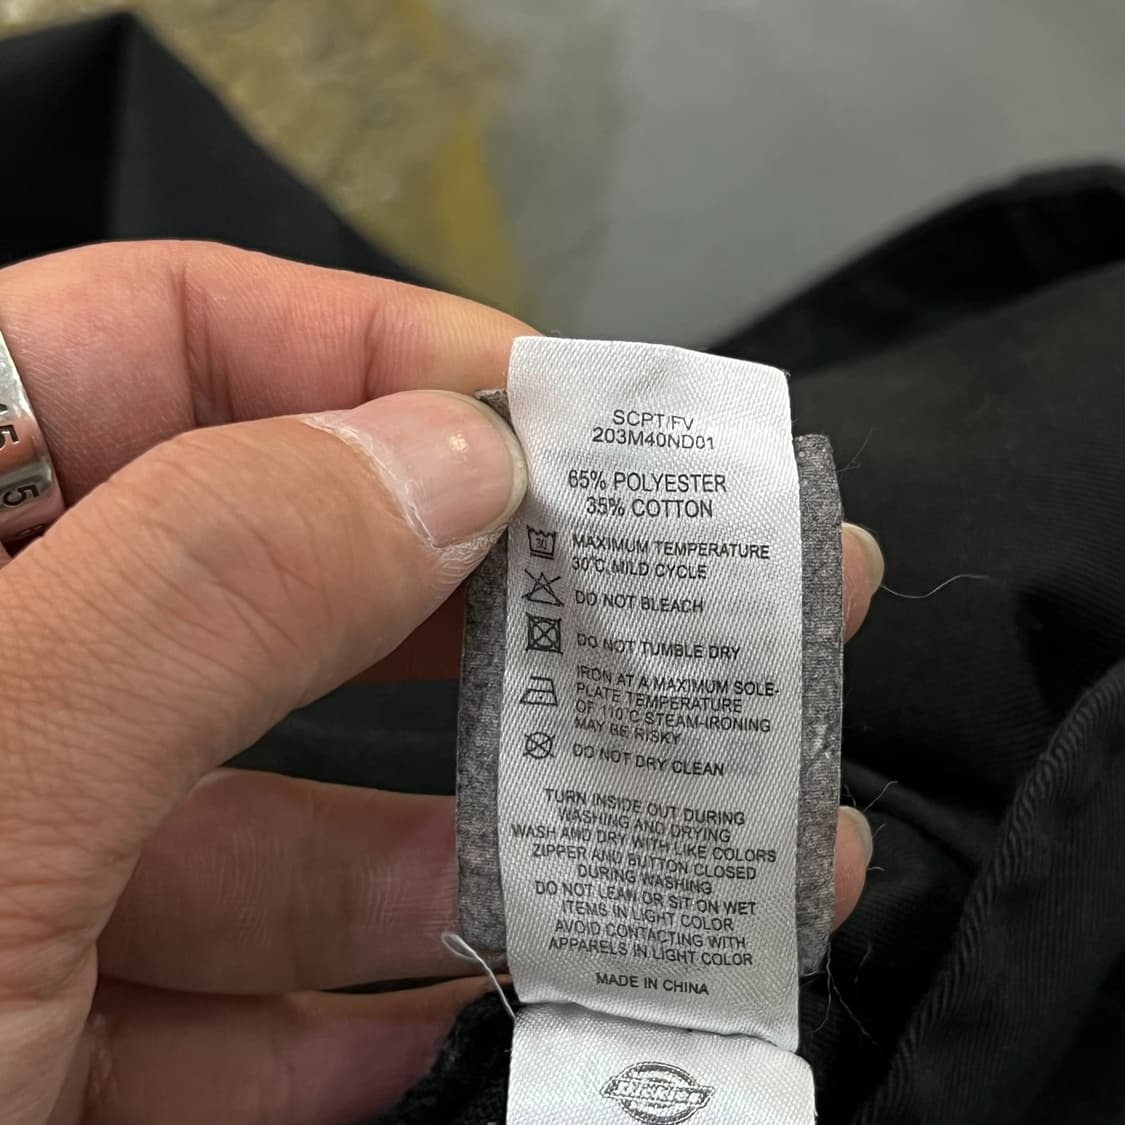 SCPT/FV
203M40ND01
65% POLYESTER
35% COTTON
30
MAXIMUM TEMPERATURE
30°C.MILD CYCLE
DO NOT BLEACH
DO NOT TUMBLE DRY
IRON AT A MAXIMUM SOLE-
PLATE TEMPERATURE
OF 110°C STEAM-IRONING
MAY BE RISKY
DO NOT DRY CLEAN
TURN INSIDE OUT DURING
WASHING AND DRYING
WASH AND DRY WITH LIKE COLORS
ZIPPER AND BUTTON CLOSED
DURING WASHING
DO NOT LEAN OR SIT ON WET
ITEMS IN LIGHT COLOR
AVOID CONTACTING WITH
APPARELS IN LIGHT COLOR
MADE IN CHINA
Dickies